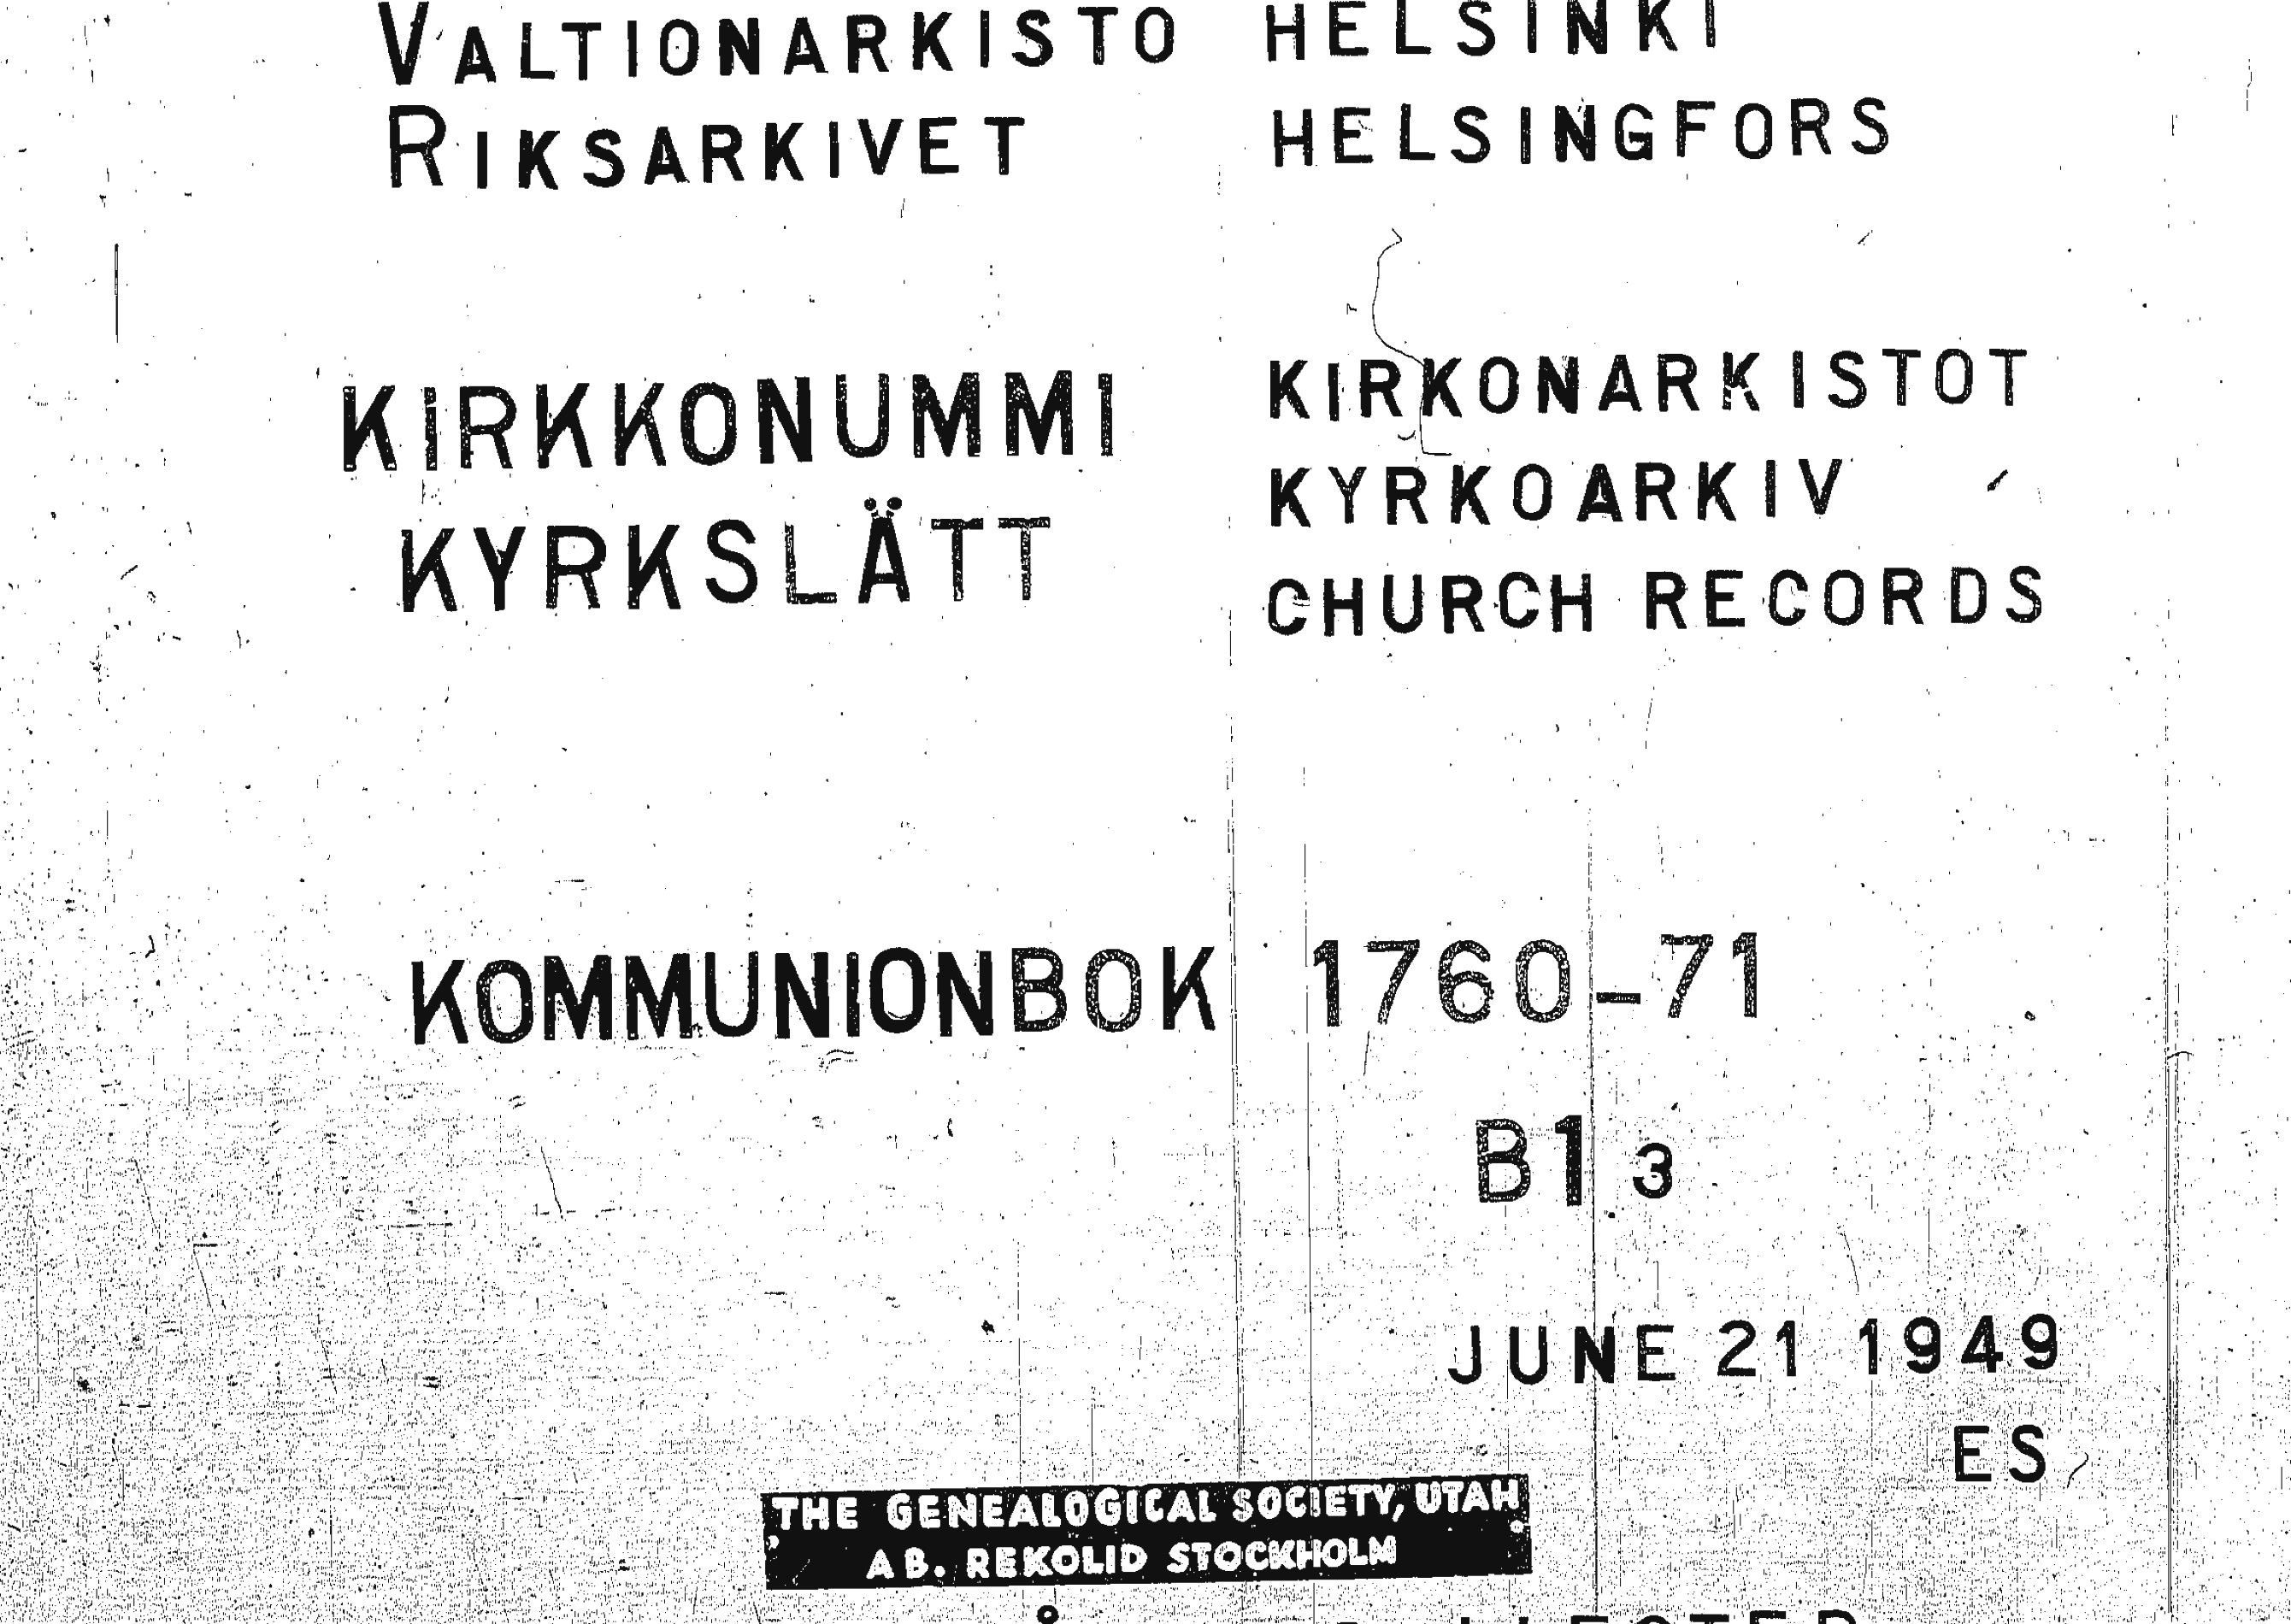 VALTIONARKISTO HELSINKI
RIKSARKIVET HELSINGFORS
KIRKKONUMMI
KYRKSLÄTT
KIRKONARKISTOT
KYRKOARKIV
CHURCH RECORDS
KOMMUNIONBOK 1760-71
B1 3
JUNE 21 1949
ES
THE GENEALOGICAL SOCIETY, UTAH
AB. REKOLID STOCKHOLM